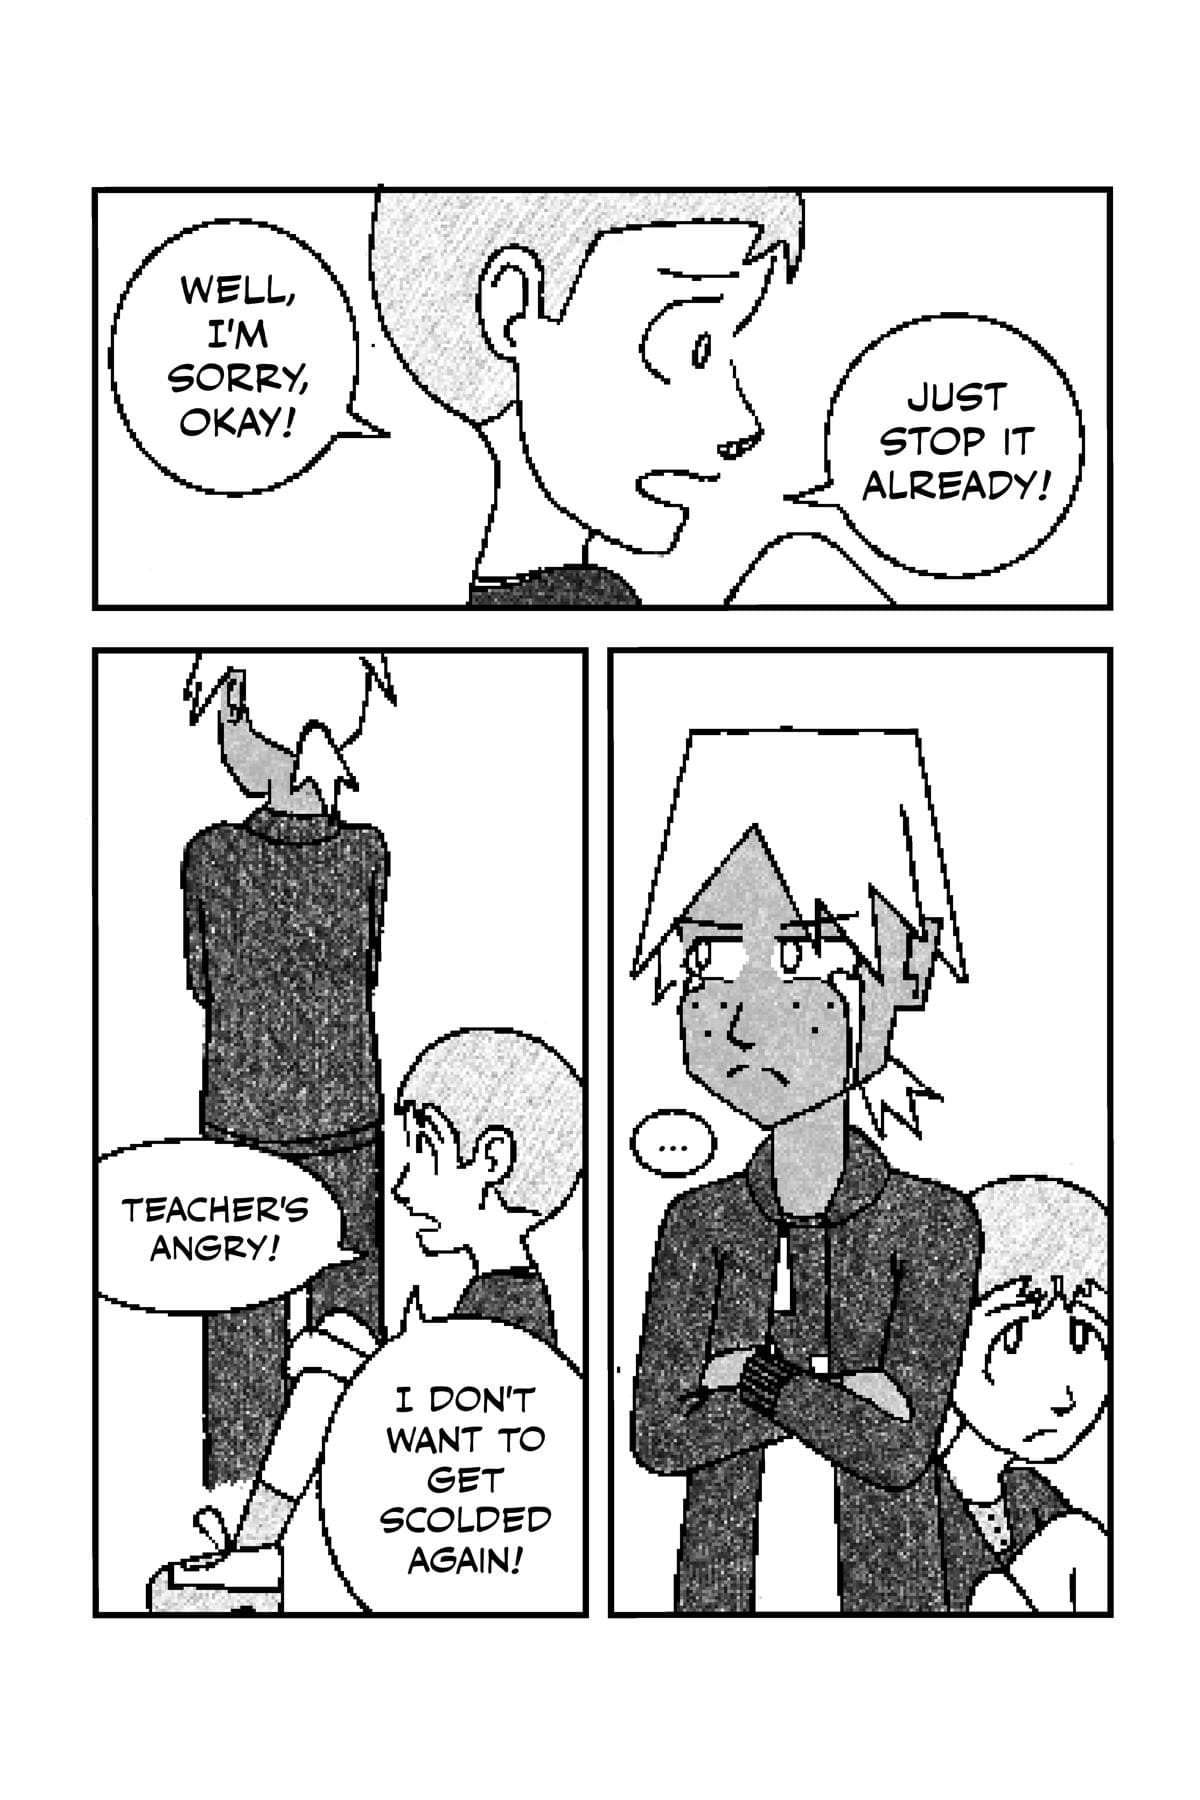 WELL,
I'M
SORRY,
OKAY!
JUST
STOP IT
ALREADY!
TEACHER'S
ANGRY!
I DON'T
WANT TO
GET
SCOLDED
AGAIN!
...